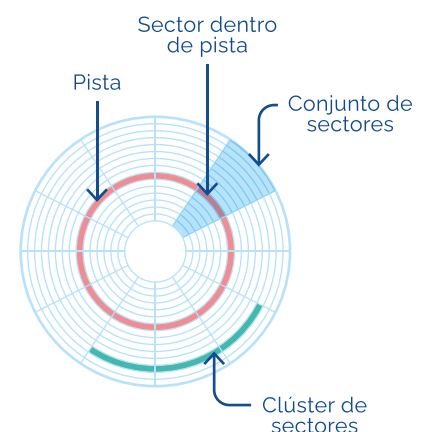 Sector dentro
de pista
Pista
Conjunto de
sectores
Clúster de
sectores